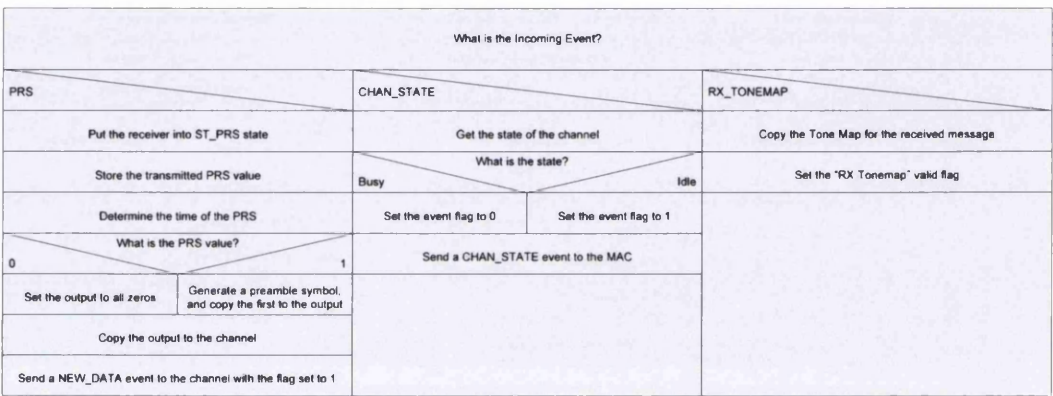 What is the Incoming Event?
PRS
Put the receiver into ST_PRS state
Store the transmitted PRS value
Determine the time of the PRS
What is the PRS value?
0
1
Set the output to all zeros
Generate a preamble symbol,
and copy the first to the output
Copy the output to the channel
Send a NEW_DATA event to the channel with the flag set to 1
CHAN_STATE
Get the state of the channel
What is the state?
Busy
Idle
Set the event flag to 0
Set the event flag to 1
Send a CHAN_STATE event to the MAC
RX_TONEMAP
Copy the Tone Map for the received message
Set the "RX Tonemap" valid flag